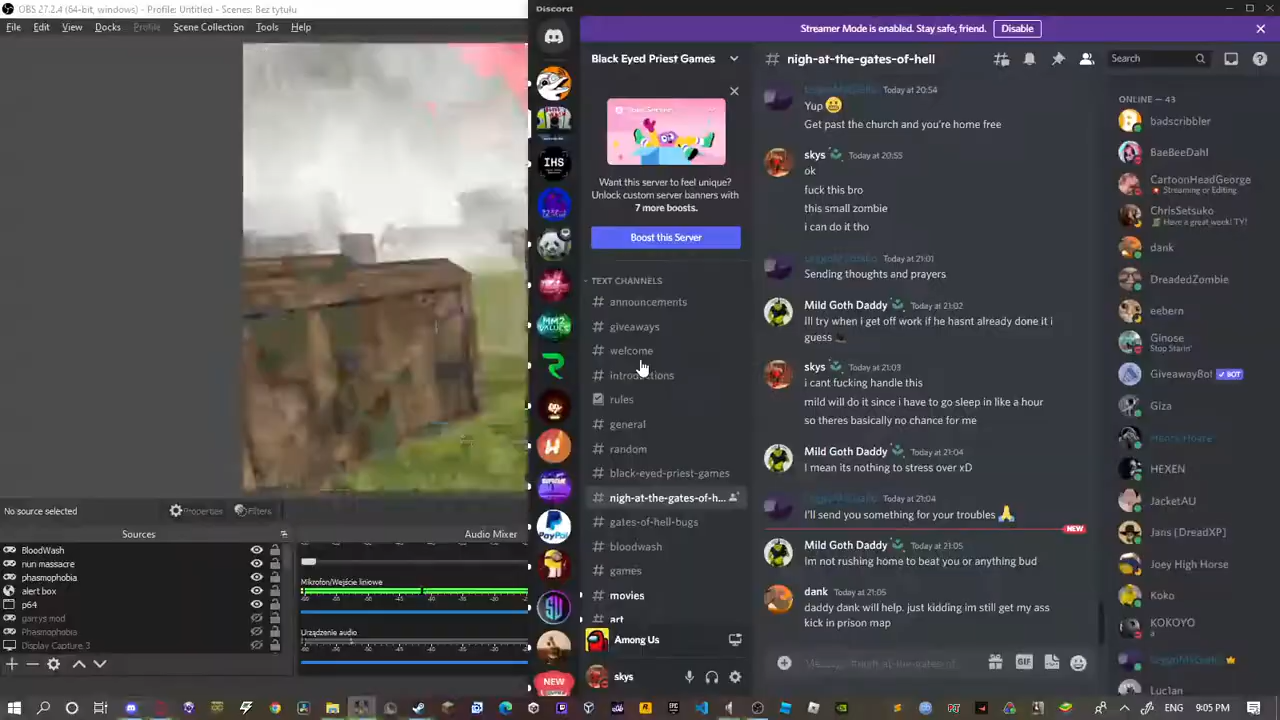 OBS 27.2.4 (64-bit, windows) - Profile: Untitled - Scenes: Bez tytułu
File Edit View Docks Profile Scene Collection Tools Help
No source selected
Properties Filters
Sources
Audio Mixer
BloodWash
nun massacre
phasmophobia
alert box
p64
garrys mod
Phasmophobia
Display Capture 3
Mikrofon/Wejście liniowe
Urządzenie audio
Discord
Streamer Mode is enabled. Stay safe, friend. Disable
IHS
MM2
VALUES
PayPal
NEW
Black Eyed Priest Games
Want this server to feel unique?
Unlock custom server banners with
7 more boosts.
Boost this Server
TEXT CHANNELS
announcements
giveaways
welcome
introductions
rules
general
random
black-eyed-priest-games
nigh-at-the-gates-of-h...
gates-of-hell-bugs
bloodwash
games
movies
art
Among Us
skys
nigh-at-the-gates-of-hell
Search
Today at 20:54
Yup
Get past the church and you're home free
skys Today at 20:55
ok
fuck this bro
this small zombie
i can do it tho
Today at 21:01
Sending thoughts and prayers
Mild Goth Daddy Today at 21:02
Ill try when i get off work if he hasnt already done it i
guess
skys Today at 21:03
i cant fucking handle this
mild will do it since i have to go sleep in like a hour
so theres basically no chance for me
Mild Goth Daddy Today at 21:04
I mean its nothing to stress over xD
Today at 21:04
I'll send you something for your troubles
NEW
Mild Goth Daddy Today at 21:05
Im not rushing home to beat you or anything bud
dank Today at 21:05
daddy dank will help. just kidding im still get my ass
kick in prison map
GIF
ONLINE — 43
badscribbler
BaeBeeDahl
CartoonHeadGeorge
Streaming or Editing.
ChrisSetsuko
Have a great week! TY!
dank
DreadedZombie
eebern
Ginose
Stop Starin'
GiveawayBot BOT
Giza
HEXEN
JacketAU
Jans [DreadXP]
Joey High Horse
Koko
KOKOYO
a
Luc1an
ENG 9:05 PM